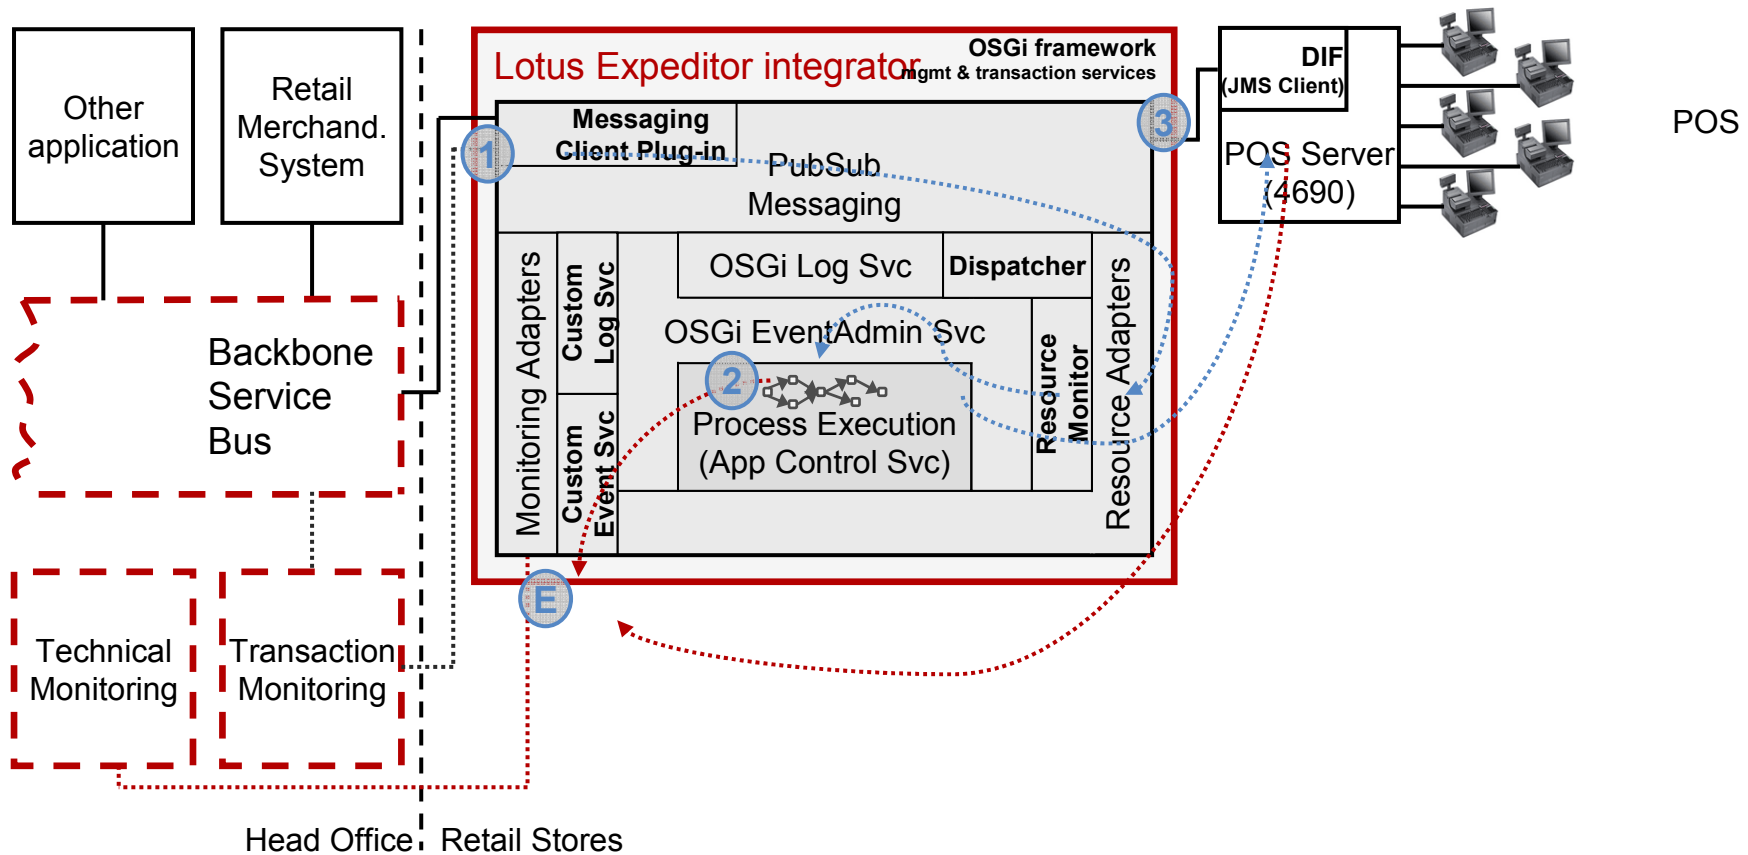 Other
application
Retail
Merchand.
System
Backbone
Service
Bus
Technical
Monitoring
Transaction
Monitoring
Head Office
Retail Stores
Lotus Expeditor integrator
OSGi framework
mgmt & transaction services
Messaging
Client Plug-in
PubSub
Messaging
1
3
Monitoring Adapters
Custom
Log Svc
Custom
Event Svc
OSGi Log Svc
Dispatcher
OSGi EventAdmin Svc
2
Process Execution
(App Control Svc)
Resource
Monitor
Resource Adapters
E
DIF
(JMS Client)
POS Server
(4690)
POS